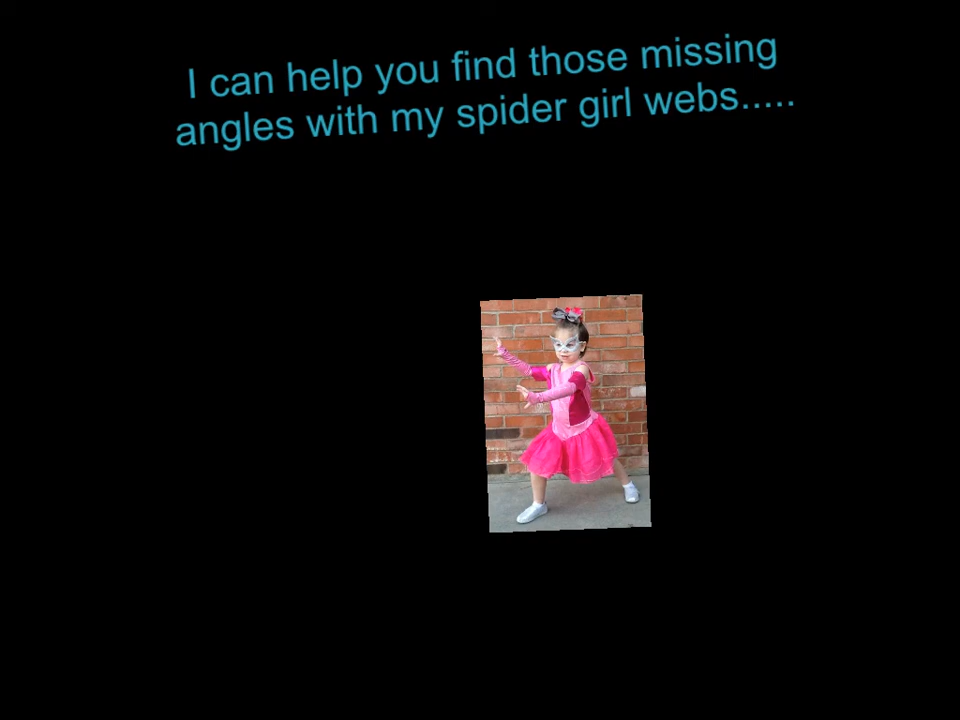 I can help you find those missing
angles with my spider girl webs.....